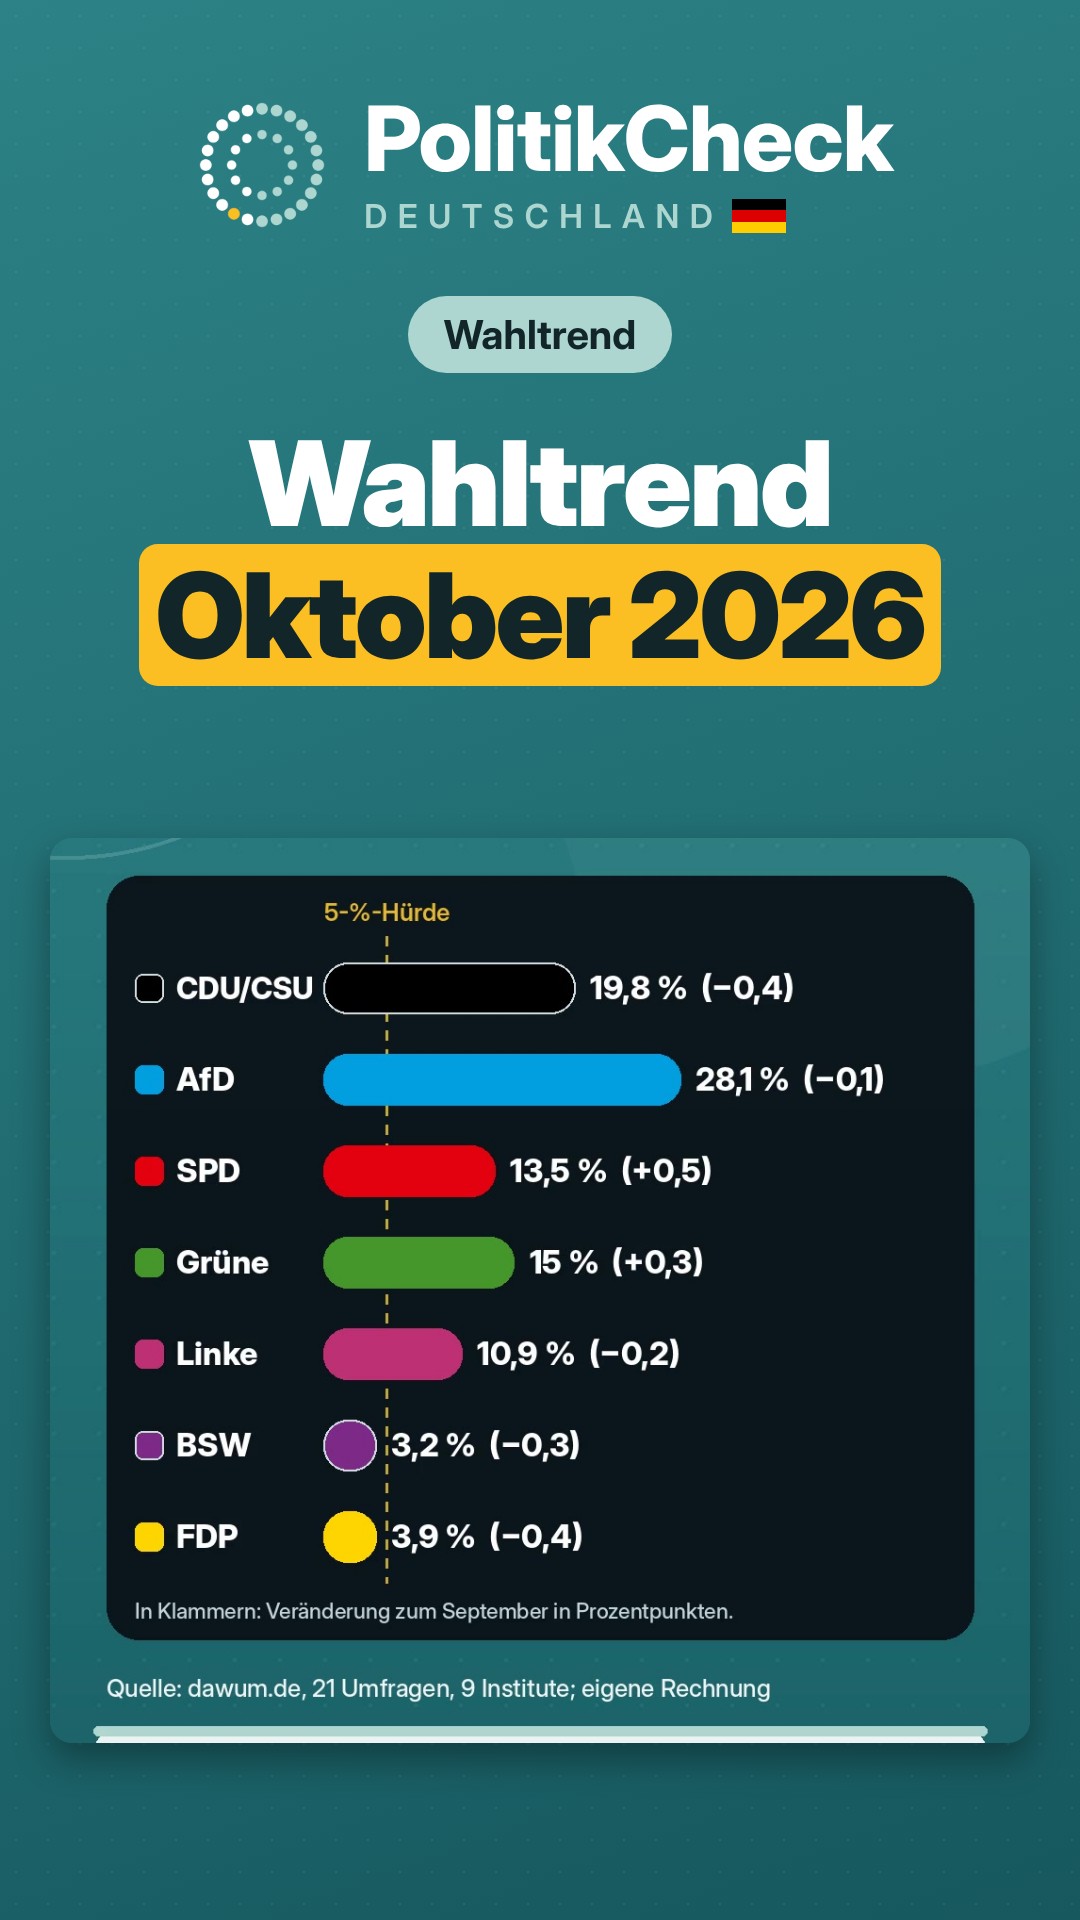 PolitikCheck
DEUTSCHLAND
Wahltrend
Wahltrend
Oktober 2026
5-%-Hürde
CDU/CSU 19,8 % (−0,4)
AfD 28,1 % (−0,1)
SPD 13,5 % (+0,5)
Grüne 15 % (+0,3)
Linke 10,9 % (−0,2)
BSW 3,2 % (−0,3)
FDP 3,9 % (−0,4)
In Klammern: Veränderung zum September in Prozentpunkten.
Quelle: dawum.de, 21 Umfragen, 9 Institute; eigene Rechnung